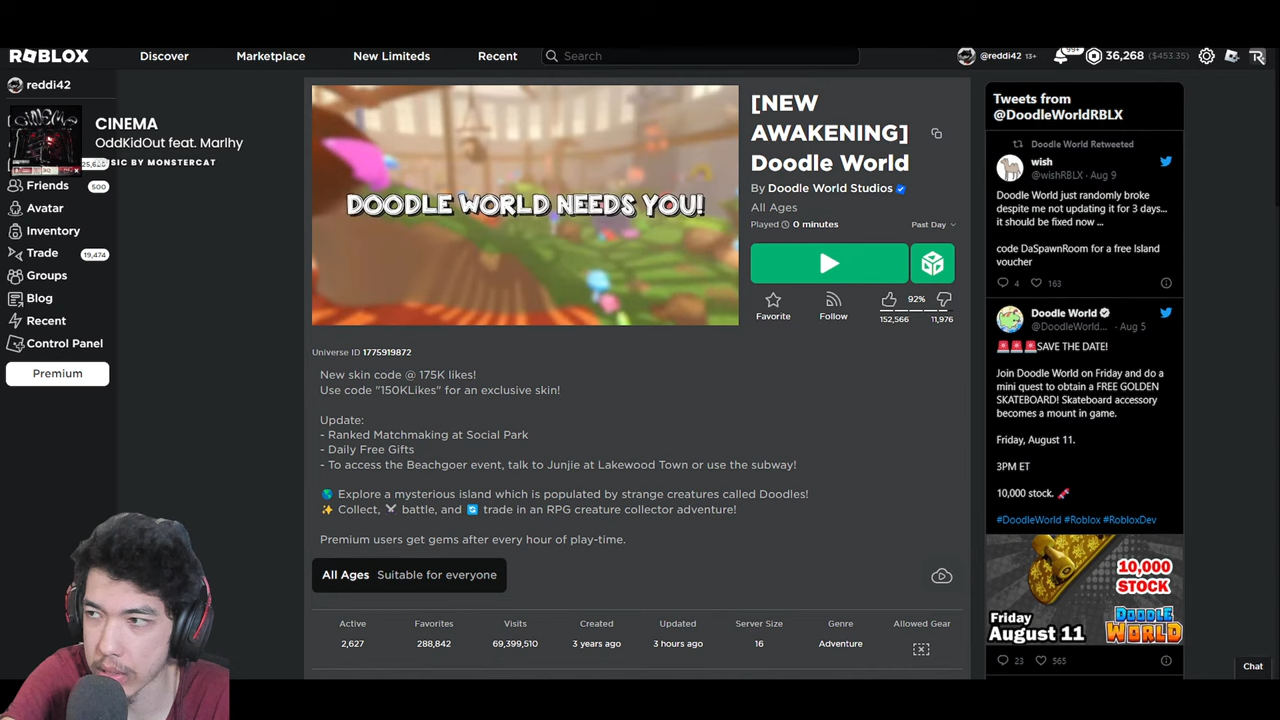 ROBLOX
Discover
Marketplace
New Limiteds
Recent
Search
@reddi42 13+
99+
36,268 ($453.35)
reddi42
CINEMA
OddKidOut feat. Marlhy
SIC BY MONSTERCAT
Friends 500
Avatar
Inventory
Trade 19,474
Groups
Blog
Recent
Control Panel
Premium
DOODLE WORLD NEEDS YOU!
[NEW
AWAKENING]
Doodle World
By Doodle World Studios
All Ages
Played 0 minutes
Past Day
Favorite
Follow
92%
152,566
11,976
Universe ID 1775919872
New skin code @ 175K likes!
Use code "150KLikes" for an exclusive skin!
Update:
- Ranked Matchmaking at Social Park
- Daily Free Gifts
- To access the Beachgoer event, talk to Junjie at Lakewood Town or use the subway!
🌎 Explore a mysterious island which is populated by strange creatures called Doodles!
✨ Collect, ⚔ battle, and 🔄 trade in an RPG creature collector adventure!
Premium users get gems after every hour of play-time.
All Ages Suitable for everyone
Active Favorites Visits Created Updated Server Size Genre Allowed Gear
2,627 288,842 69,399,510 3 years ago 3 hours ago 16 Adventure
Tweets from
@DoodleWorldRBLX
Doodle World Retweeted
wish
@wishRBLX · Aug 9
Doodle World just randomly broke
despite me not updating it for 3 days...
it should be fixed now ...
code DaSpawnRoom for a free Island
voucher
4 163
Doodle World
@DoodleWorld... · Aug 5
🚨🚨🚨SAVE THE DATE!
Join Doodle World on Friday and do a
mini quest to obtain a FREE GOLDEN
SKATEBOARD! Skateboard accessory
becomes a mount in game.
Friday, August 11.
3PM ET
10,000 stock. 🧨
#DoodleWorld #Roblox #RobloxDev
10,000
STOCK
Friday
August 11
DOODLE
WORLD
23 565
Chat